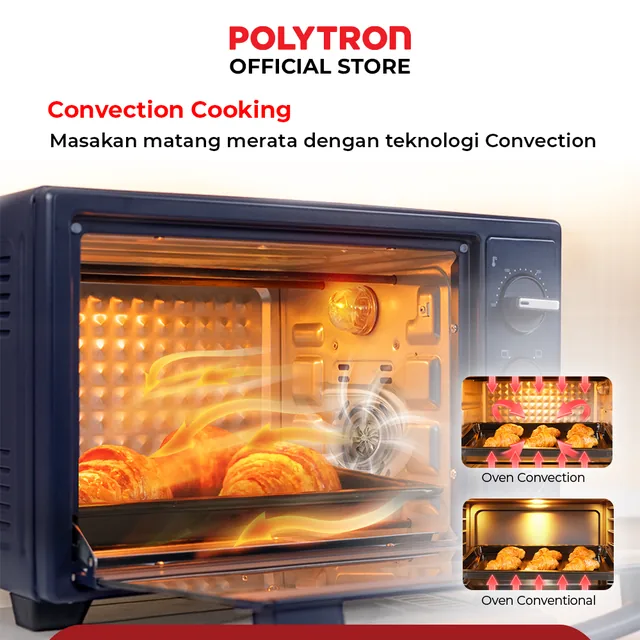 POLYTRON
OFFICIAL STORE
Convection Cooking
Masakan matang merata dengan teknologi Convection
Oven Convection
Oven Conventional